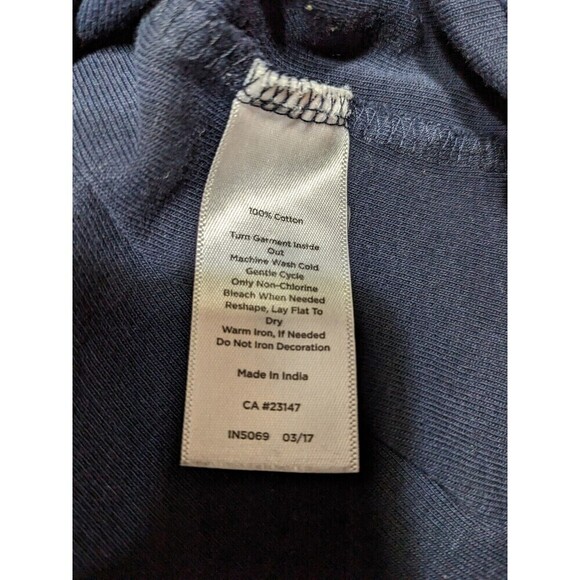 100% Cotton
Turn Garment Inside
Out
Machine Wash Cold
Gentle Cycle
Only Non-Chlorine
Bleach When Needed
Reshape, Lay Flat To
Dry
Warm Iron, If Needed
Do Not Iron Decoration
Made In India
CA #23147
IN5069 03/17